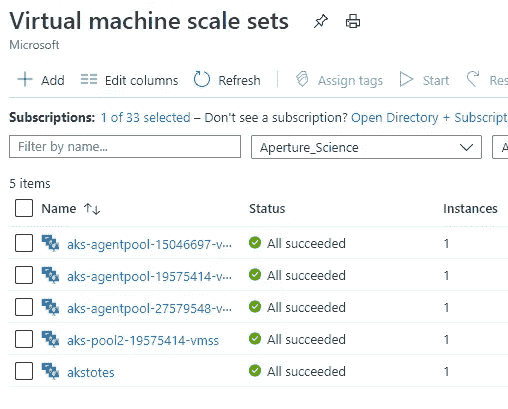 Virtual machine scale sets
Microsoft
Add Edit columns Refresh Assign tags Start
Subscriptions: 1 of 33 selected – Don't see a subscription? Open Directory + Subscript
Filter by name... Aperture_Science
5 items
Name ↑↓ Status Instances
aks-agentpool-15046697-v··· All succeeded 1
aks-agentpool-19575414-v··· All succeeded 1
aks-agentpool-27579548-v··· All succeeded 1
aks-pool2-19575414-vmss All succeeded 1
akstotes All succeeded 1